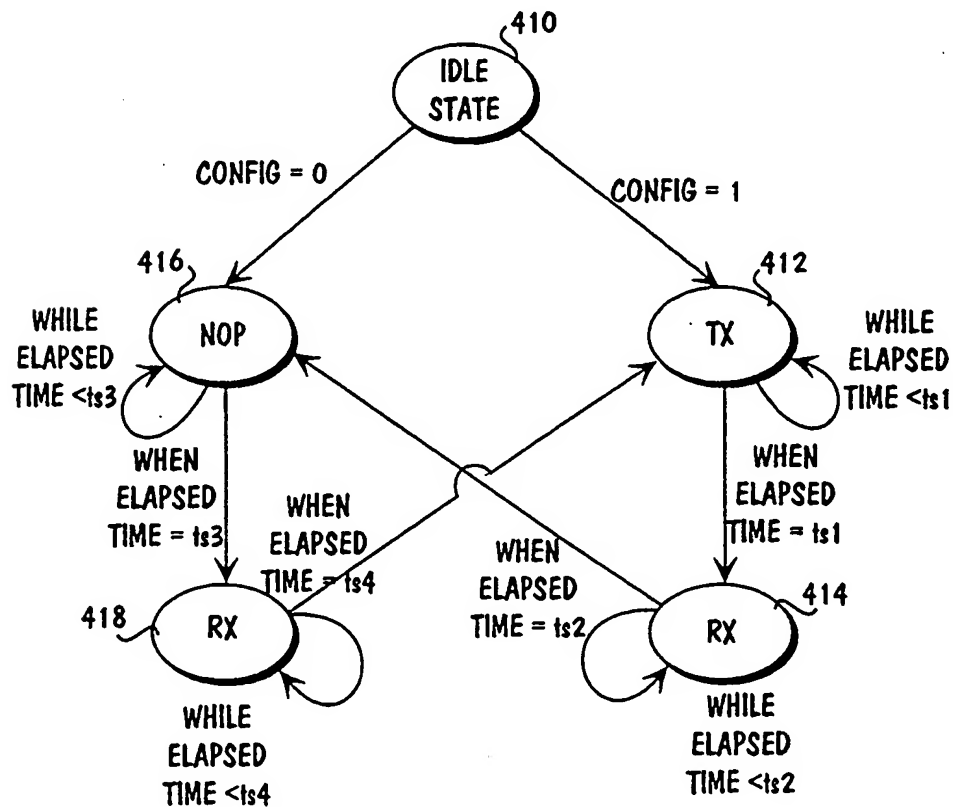 410
IDLE
STATE
CONFIG = 0
CONFIG = 1
416
412
NOP
TX
WHILE
ELAPSED
TIME <ts3
WHILE
ELAPSED
TIME <ts1
WHEN
ELAPSED
TIME = ts3
WHEN
ELAPSED
TIME = ts4
WHEN
ELAPSED
TIME = ts2
WHEN
ELAPSED
TIME = ts1
418
RX
414
RX
WHILE
ELAPSED
TIME <ts4
WHILE
ELAPSED
TIME <ts2